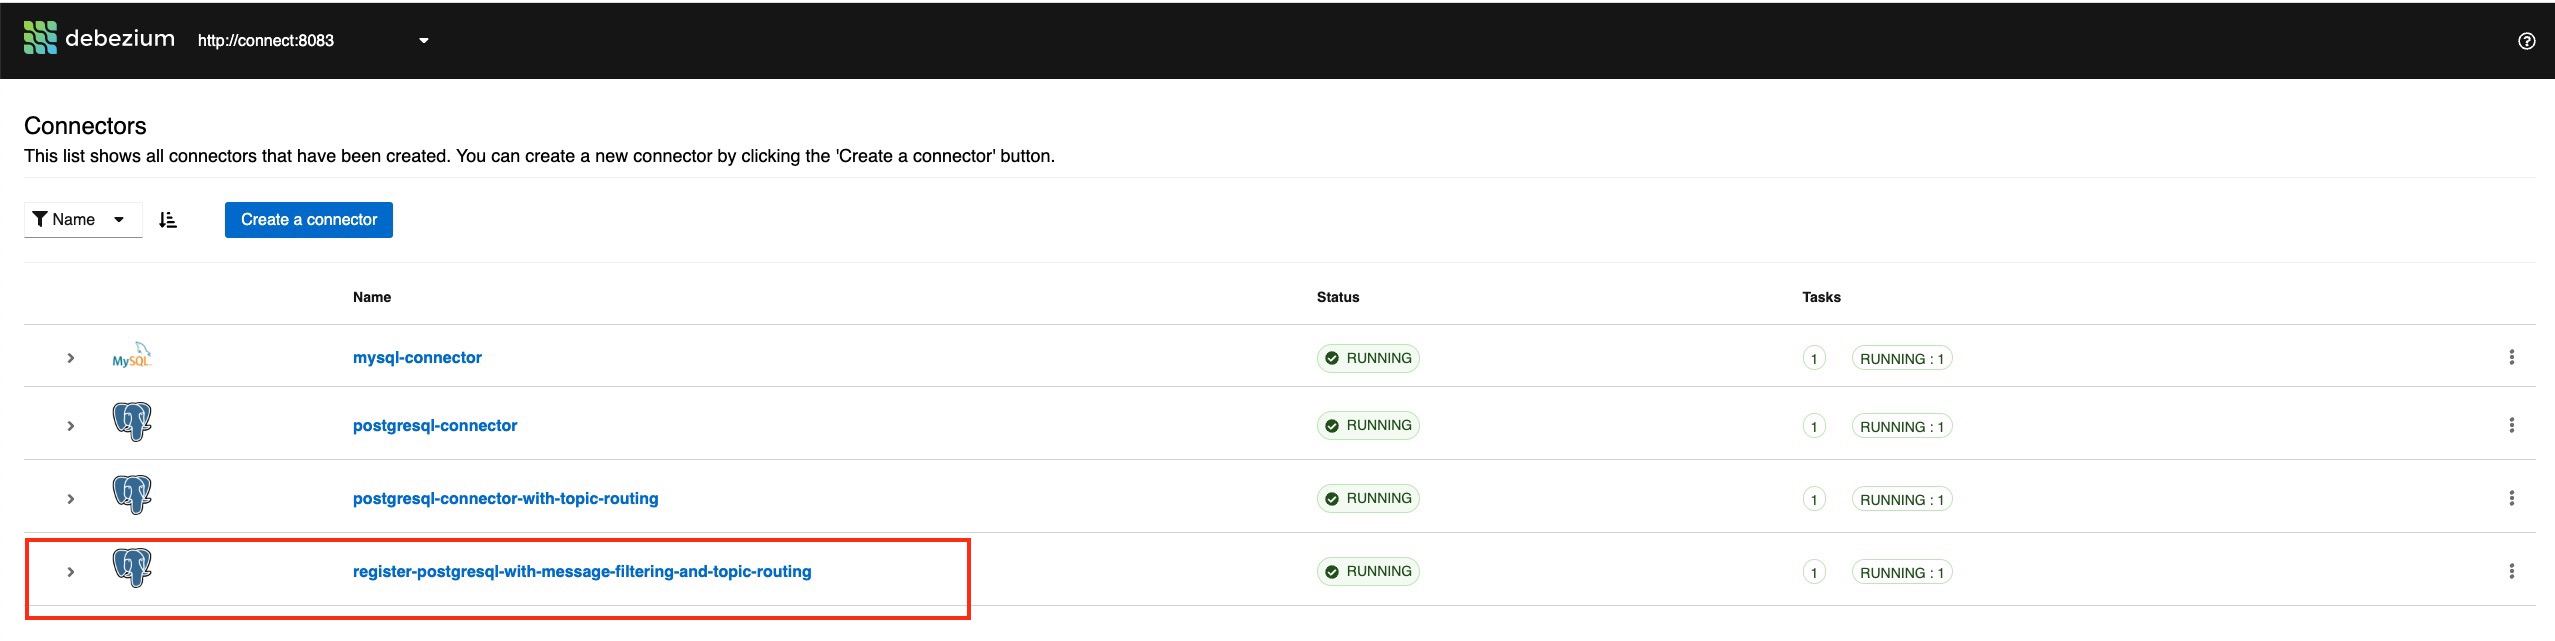 debezium http://connect:8083
Connectors
This list shows all connectors that have been created. You can create a new connector by clicking the 'Create a connector' button.
Name Create a connector
Name Status Tasks
MySQL mysql-connector RUNNING 1 RUNNING : 1
postgresql-connector RUNNING 1 RUNNING : 1
postgresql-connector-with-topic-routing RUNNING 1 RUNNING : 1
register-postgresql-with-message-filtering-and-topic-routing RUNNING 1 RUNNING : 1